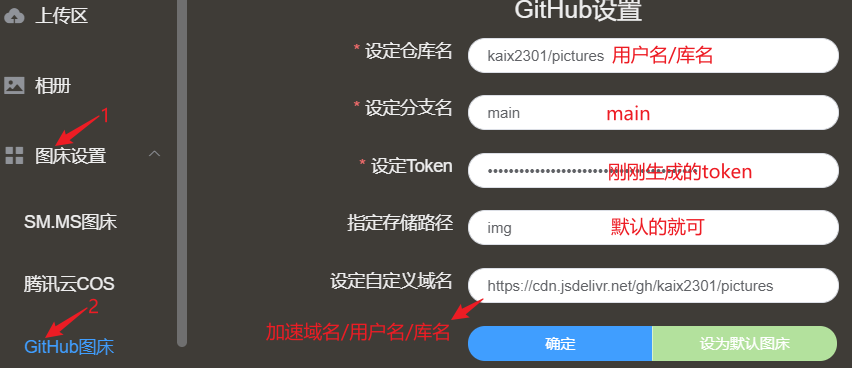 GitHub设置
上传区
* 设定仓库名
kaix2301/pictures 用户名/库名
相册
* 设定分支名
main
main
1
图床设置
* 设定Token
刚刚生成的token
SM.MS图床
指定存储路径
img
默认的就可
腾讯云COS
设定自定义域名
https://cdn.jsdelivr.net/gh/kaix2301/pictures
2
GitHub图床
加速域名/用户名/库名
确定
设为默认图床